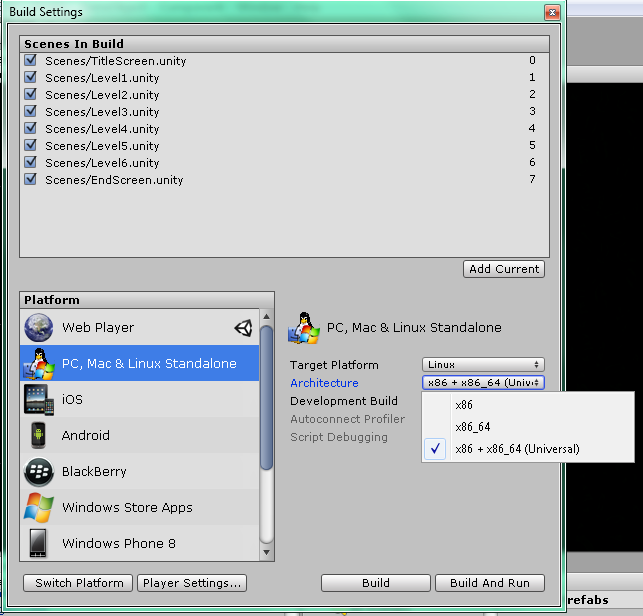 Build Settings
Scenes In Build
Scenes/TitleScreen.unity 0
Scenes/Level1.unity 1
Scenes/Level2.unity 2
Scenes/Level3.unity 3
Scenes/Level4.unity 4
Scenes/Level5.unity 5
Scenes/Level6.unity 6
Scenes/EndScreen.unity 7
Add Current
Platform
Web Player
PC, Mac & Linux Standalone
iOS
Android
BlackBerry
Windows Store Apps
Windows Phone 8
PC, Mac & Linux Standalone
Target Platform Linux
Architecture x86 + x86_64 (Univ
Development Build
Autoconnect Profiler
Script Debugging
x86
x86_64
x86 + x86_64 (Universal)
Switch Platform
Player Settings...
Build
Build And Run
refabs